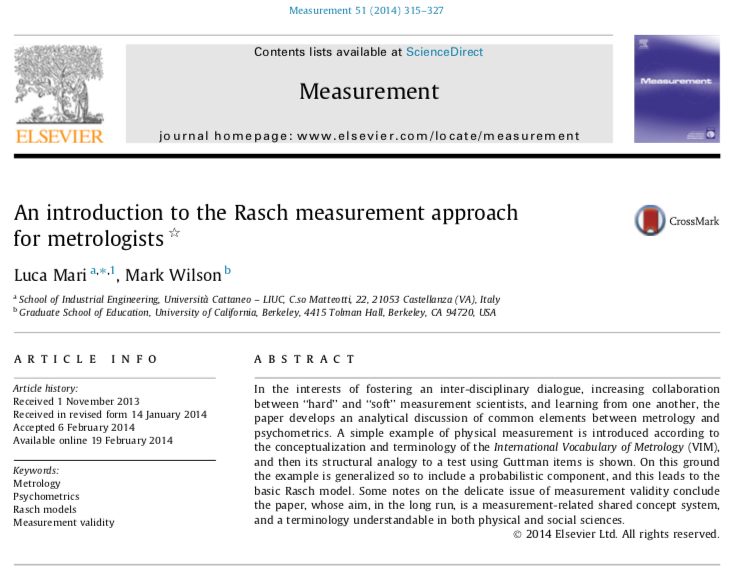 Measurement 51 (2014) 315–327
Contents lists available at ScienceDirect
Measurement
journal homepage: www.elsevier.com/locate/measurement
ELSEVIER
Measurement
An introduction to the Rasch measurement approach
for metrologists ☆
CrossMark
Luca Mari a,*,1, Mark Wilson b
a School of Industrial Engineering, Università Cattaneo – LIUC, C.so Matteotti, 22, 21053 Castellanza (VA), Italy
b Graduate School of Education, University of California, Berkeley, 4415 Tolman Hall, Berkeley, CA 94720, USA
ARTICLE INFO
Article history:
Received 1 November 2013
Received in revised form 14 January 2014
Accepted 6 February 2014
Available online 19 February 2014
Keywords:
Metrology
Psychometrics
Rasch models
Measurement validity
ABSTRACT
In the interests of fostering an inter-disciplinary dialogue, increasing collaboration
between ‘‘hard’’ and ‘‘soft’’ measurement scientists, and learning from one another, the
paper develops an analytical discussion of common elements between metrology and
psychometrics. A simple example of physical measurement is introduced according to
the conceptualization and terminology of the International Vocabulary of Metrology (VIM),
and then its structural analogy to a test using Guttman items is shown. On this ground
the example is generalized so to include a probabilistic component, and this leads to the
basic Rasch model. Some notes on the delicate issue of measurement validity conclude
the paper, whose aim, in the long run, is a measurement-related shared concept system,
and a terminology understandable in both physical and social sciences.
© 2014 Elsevier Ltd. All rights reserved.